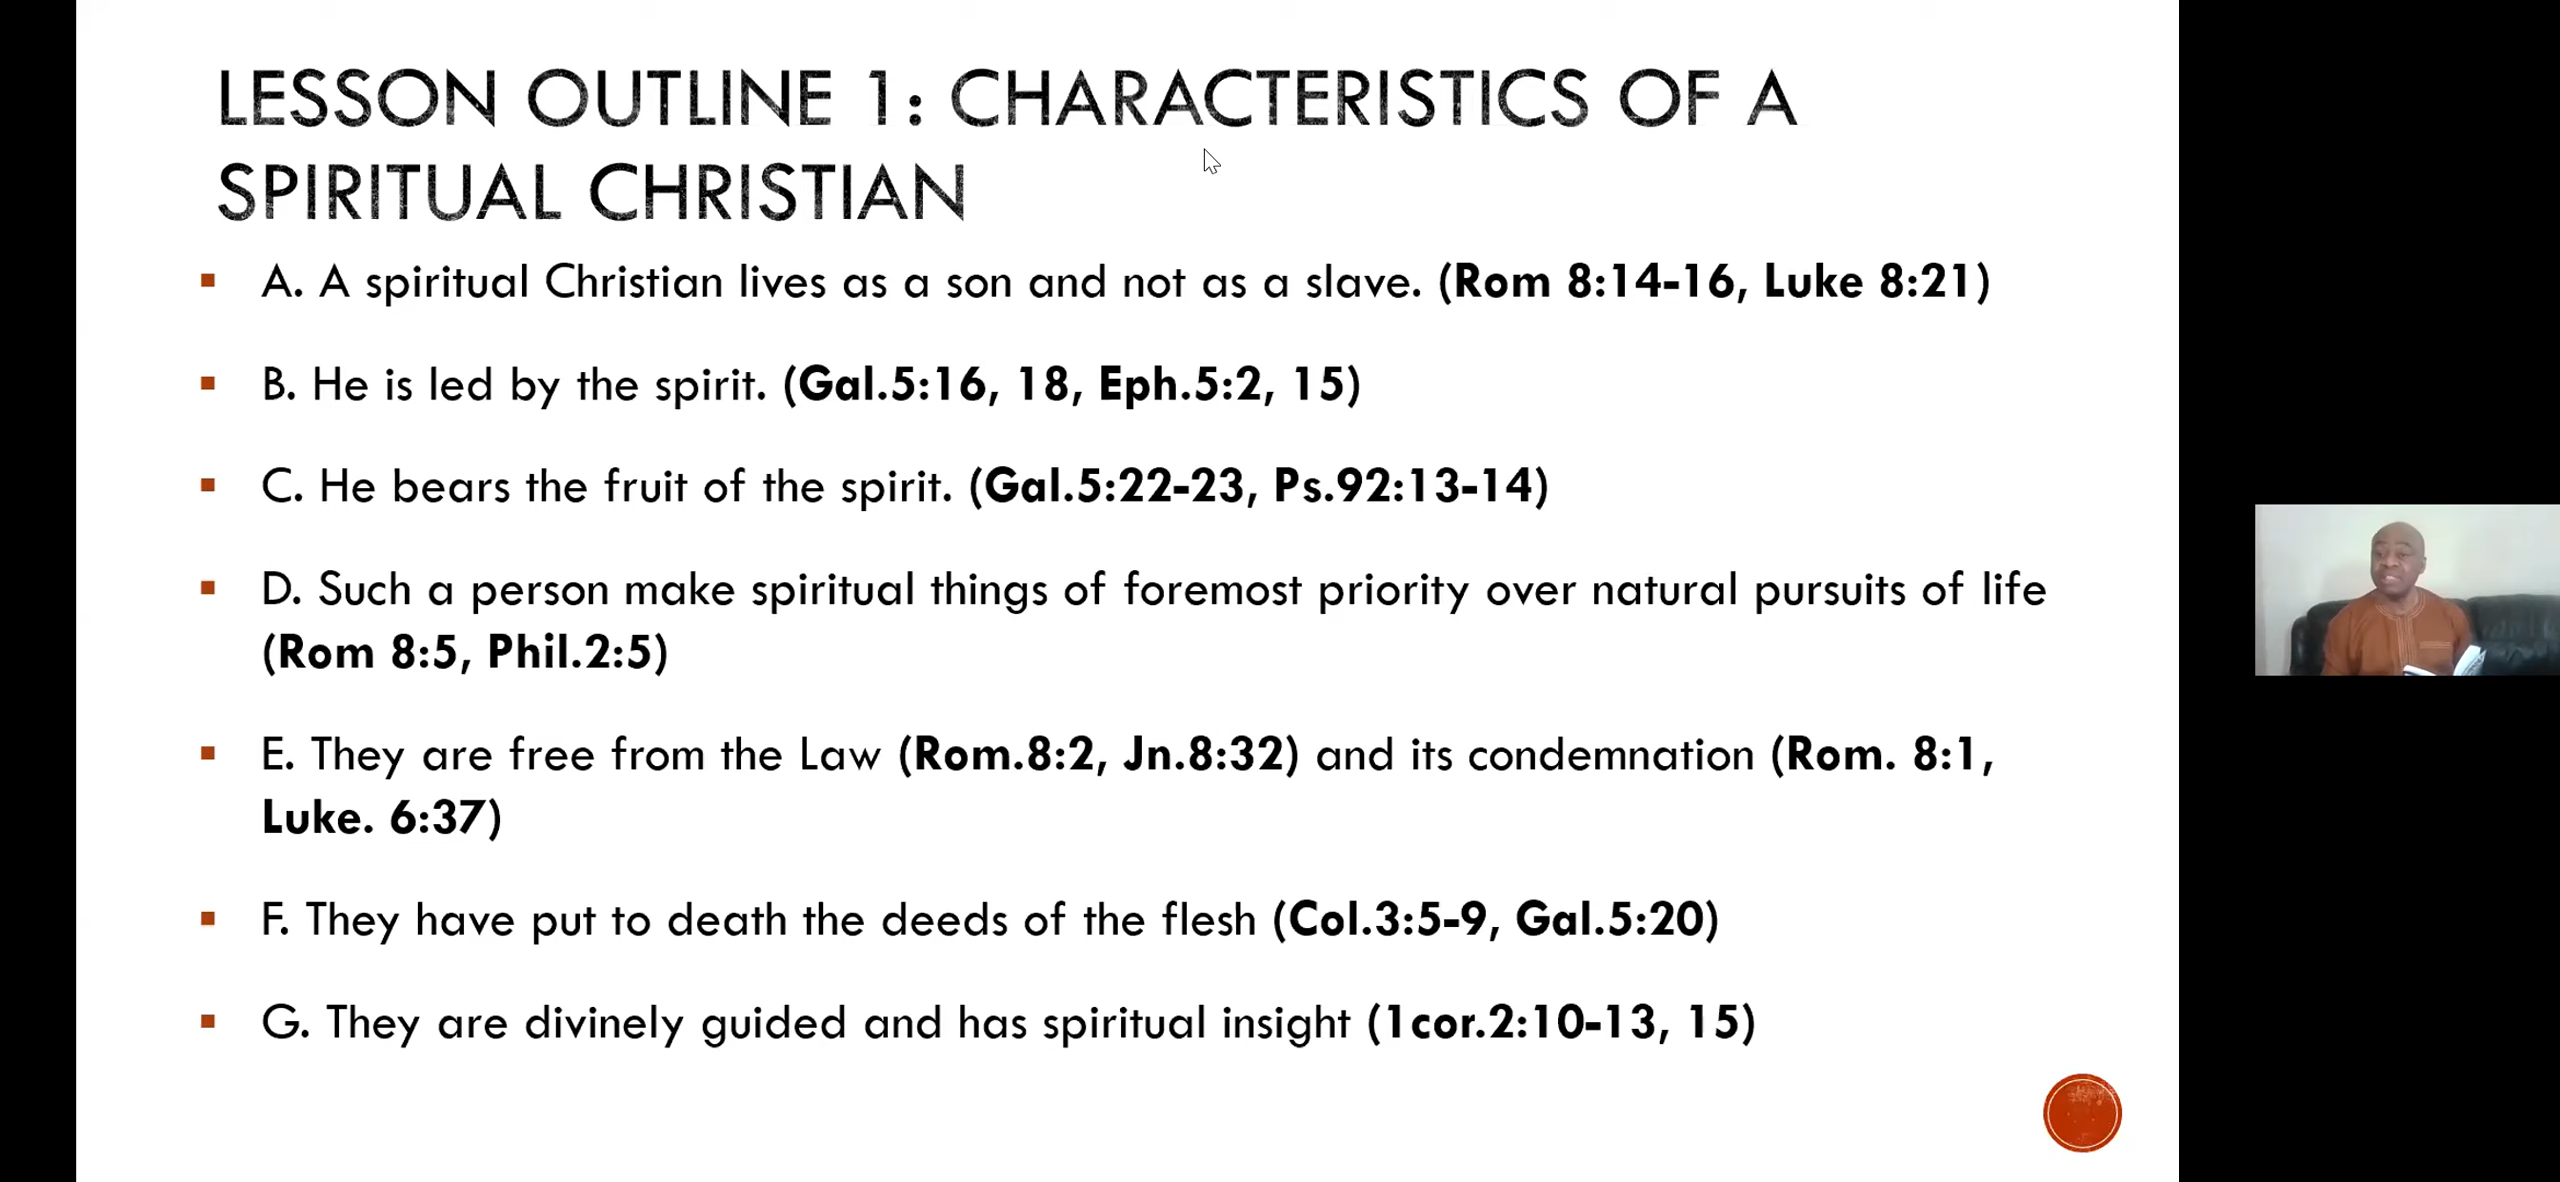 LESSON OUTLINE 1: CHARACTERISTICS OF A
SPIRITUAL CHRISTIAN
▪ A. A spiritual Christian lives as a son and not as a slave. (Rom 8:14-16, Luke 8:21)
▪ B. He is led by the spirit. (Gal.5:16, 18, Eph.5:2, 15)
▪ C. He bears the fruit of the spirit. (Gal.5:22-23, Ps.92:13-14)
▪ D. Such a person make spiritual things of foremost priority over natural pursuits of life
(Rom 8:5, Phil.2:5)
▪ E. They are free from the Law (Rom.8:2, Jn.8:32) and its condemnation (Rom. 8:1,
Luke. 6:37)
▪ F. They have put to death the deeds of the flesh (Col.3:5-9, Gal.5:20)
▪ G. They are divinely guided and has spiritual insight (1cor.2:10-13, 15)